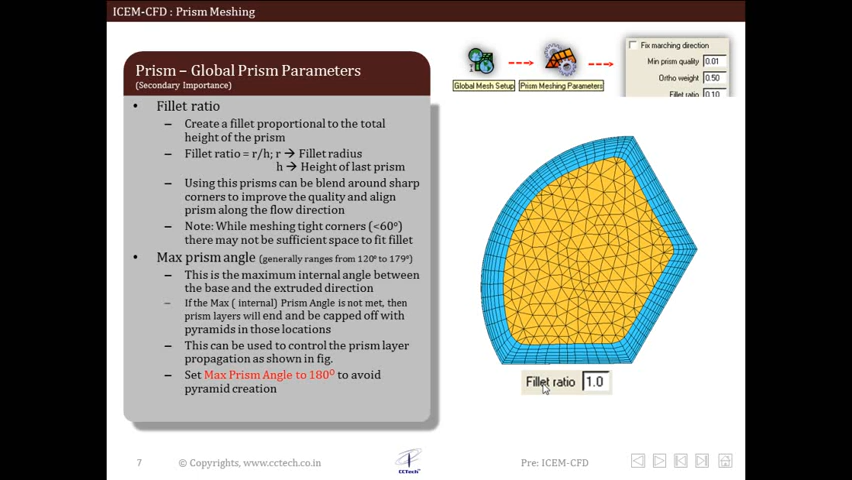 ICEM-CFD : Prism Meshing
Prism – Global Prism Parameters
(Secondary Importance)
• Fillet ratio
– Create a fillet proportional to the total
height of the prism
– Fillet ratio = r/h; r → Fillet radius
h → Height of last prism
– Using this prisms can be blend around sharp
corners to improve the quality and align
prism along the flow direction
– Note: While meshing tight corners (<60°)
there may not be sufficient space to fit fillet
• Max prism angle (generally ranges from 120° to 179°)
– This is the maximum internal angle between
the base and the extruded direction
– If the Max ( internal) Prism Angle is not met, then
prism layers will end and be capped off with
pyramids in those locations
– This can be used to control the prism layer
propagation as shown in fig.
– Set Max Prism Angle to 180⁰ to avoid
pyramid creation
Global Mesh Setup
Prism Meshing Parameters
Fix marching direction
Min prism quality 0.01
Ortho weight 0.50
Fillet ratio 0.10
Fillet ratio 1.0
7
© Copyrights, www.cctech.co.in
CCTech
Pre: ICEM-CFD